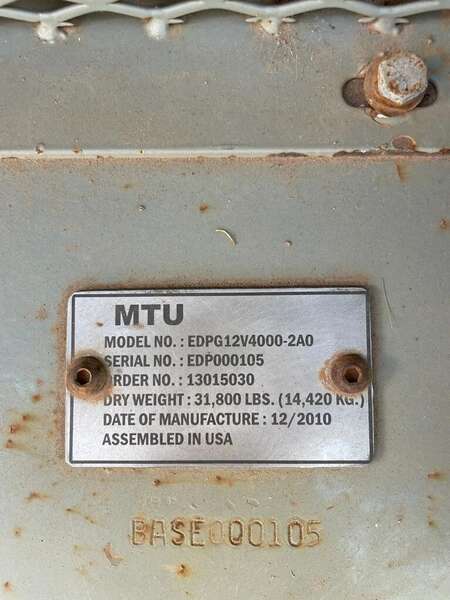 MTU
MODEL NO. : EDPG12V4000-2A0
SERIAL NO. : EDP000105
ORDER NO. : 13015030
DRY WEIGHT : 31,800 LBS. (14,420 KG.)
DATE OF MANUFACTURE : 12/2010
ASSEMBLED IN USA
BASE000105